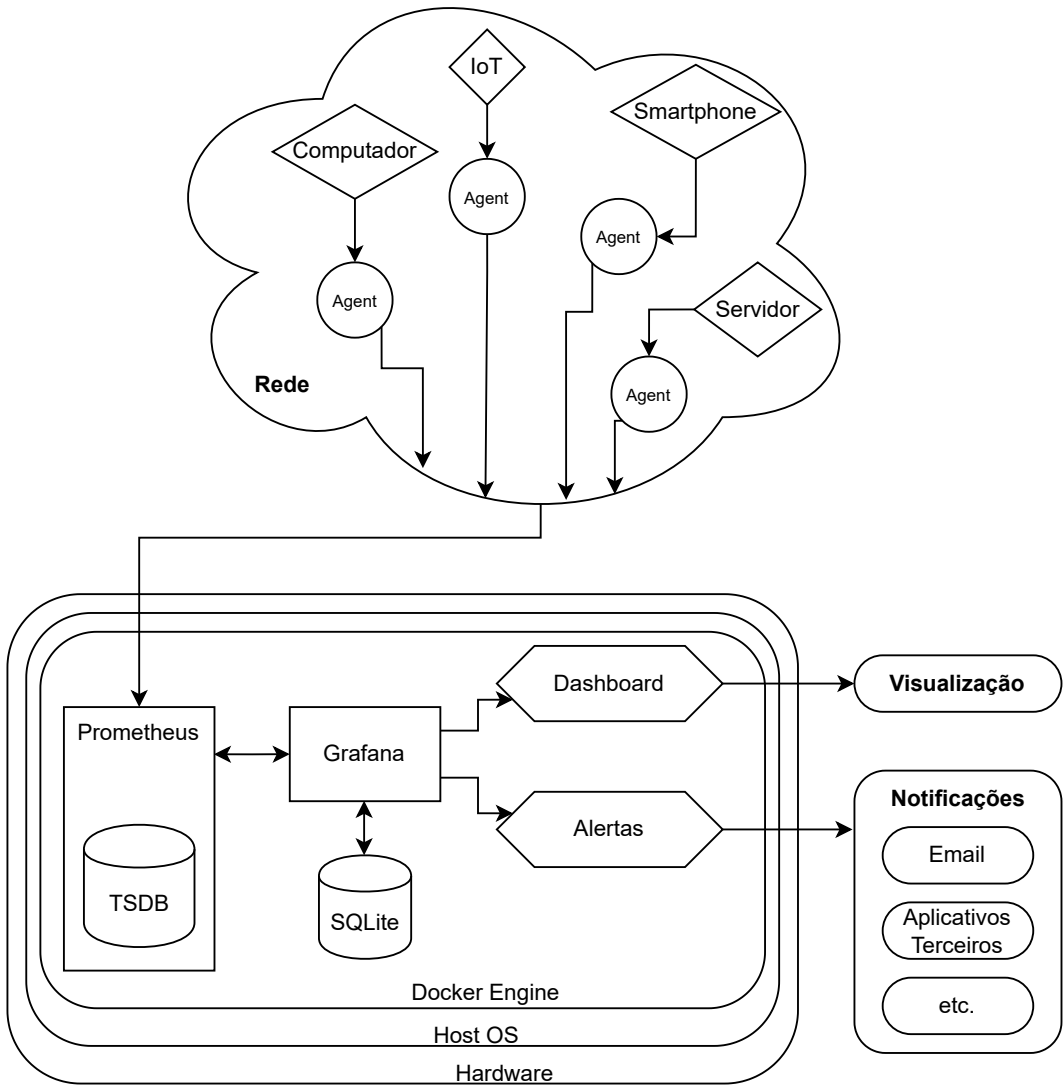 IoT
Smartphone
Computador
Agent
Agent
Agent
Servidor
Rede
Agent
Prometheus
Grafana
Dashboard
Visualização
Alertas
Notificações
Email
TSDB
SQLite
Aplicativos
Terceiros
etc.
Docker Engine
Host OS
Hardware